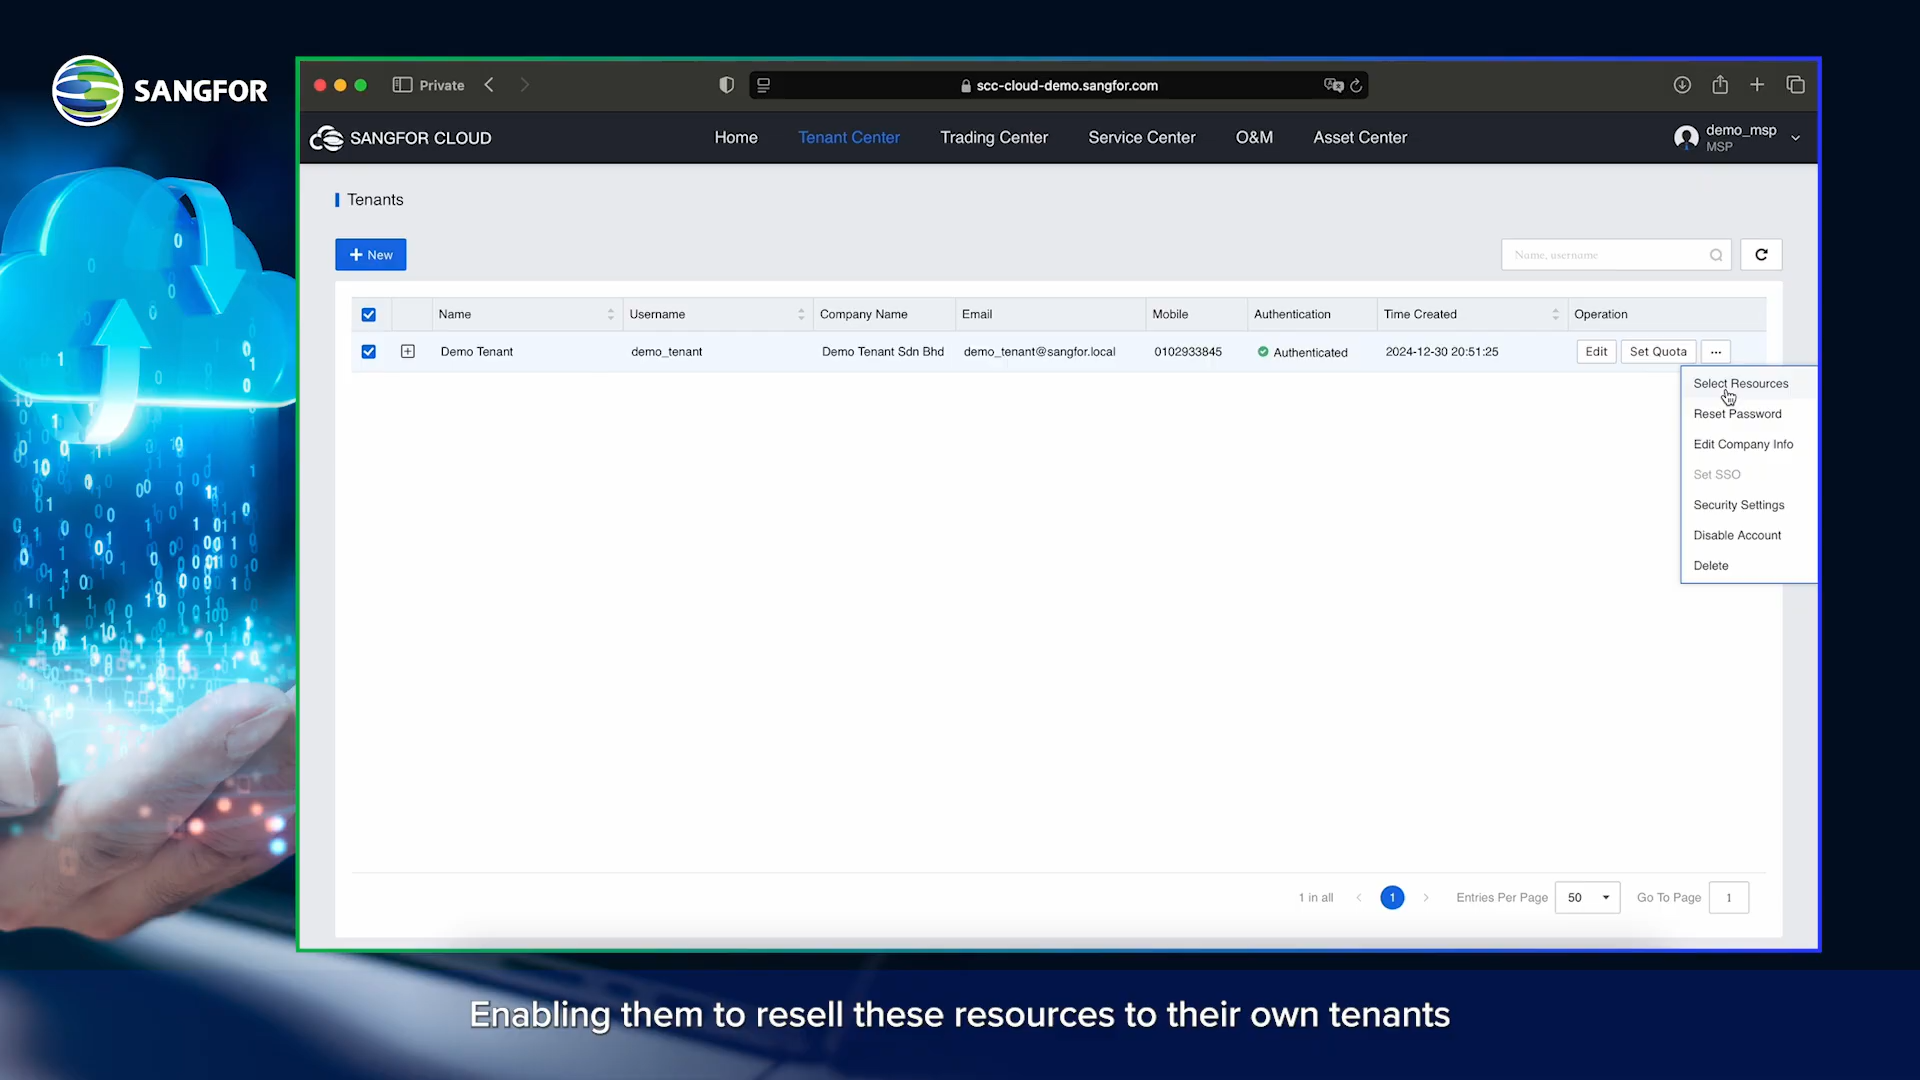 SANGFOR
Private
scc-cloud-demo.sangfor.com
SANGFOR CLOUD
Home
Tenant Center
Trading Center
Service Center
O&M
Asset Center
demo_msp
MSP
Tenants
+ New
Name, username
Name
Username
Company Name
Email
Mobile
Authentication
Time Created
Operation
Demo Tenant
demo_tenant
Demo Tenant Sdn Bhd
demo_tenant@sangfor.local
0102933845
Authenticated
2024-12-30 20:51:25
Edit
Set Quota
...
Select Resources
Reset Password
Edit Company Info
Set SSO
Security Settings
Disable Account
Delete
1 in all
1
Entries Per Page
50
Go To Page
1
Enabling them to resell these resources to their own tenants